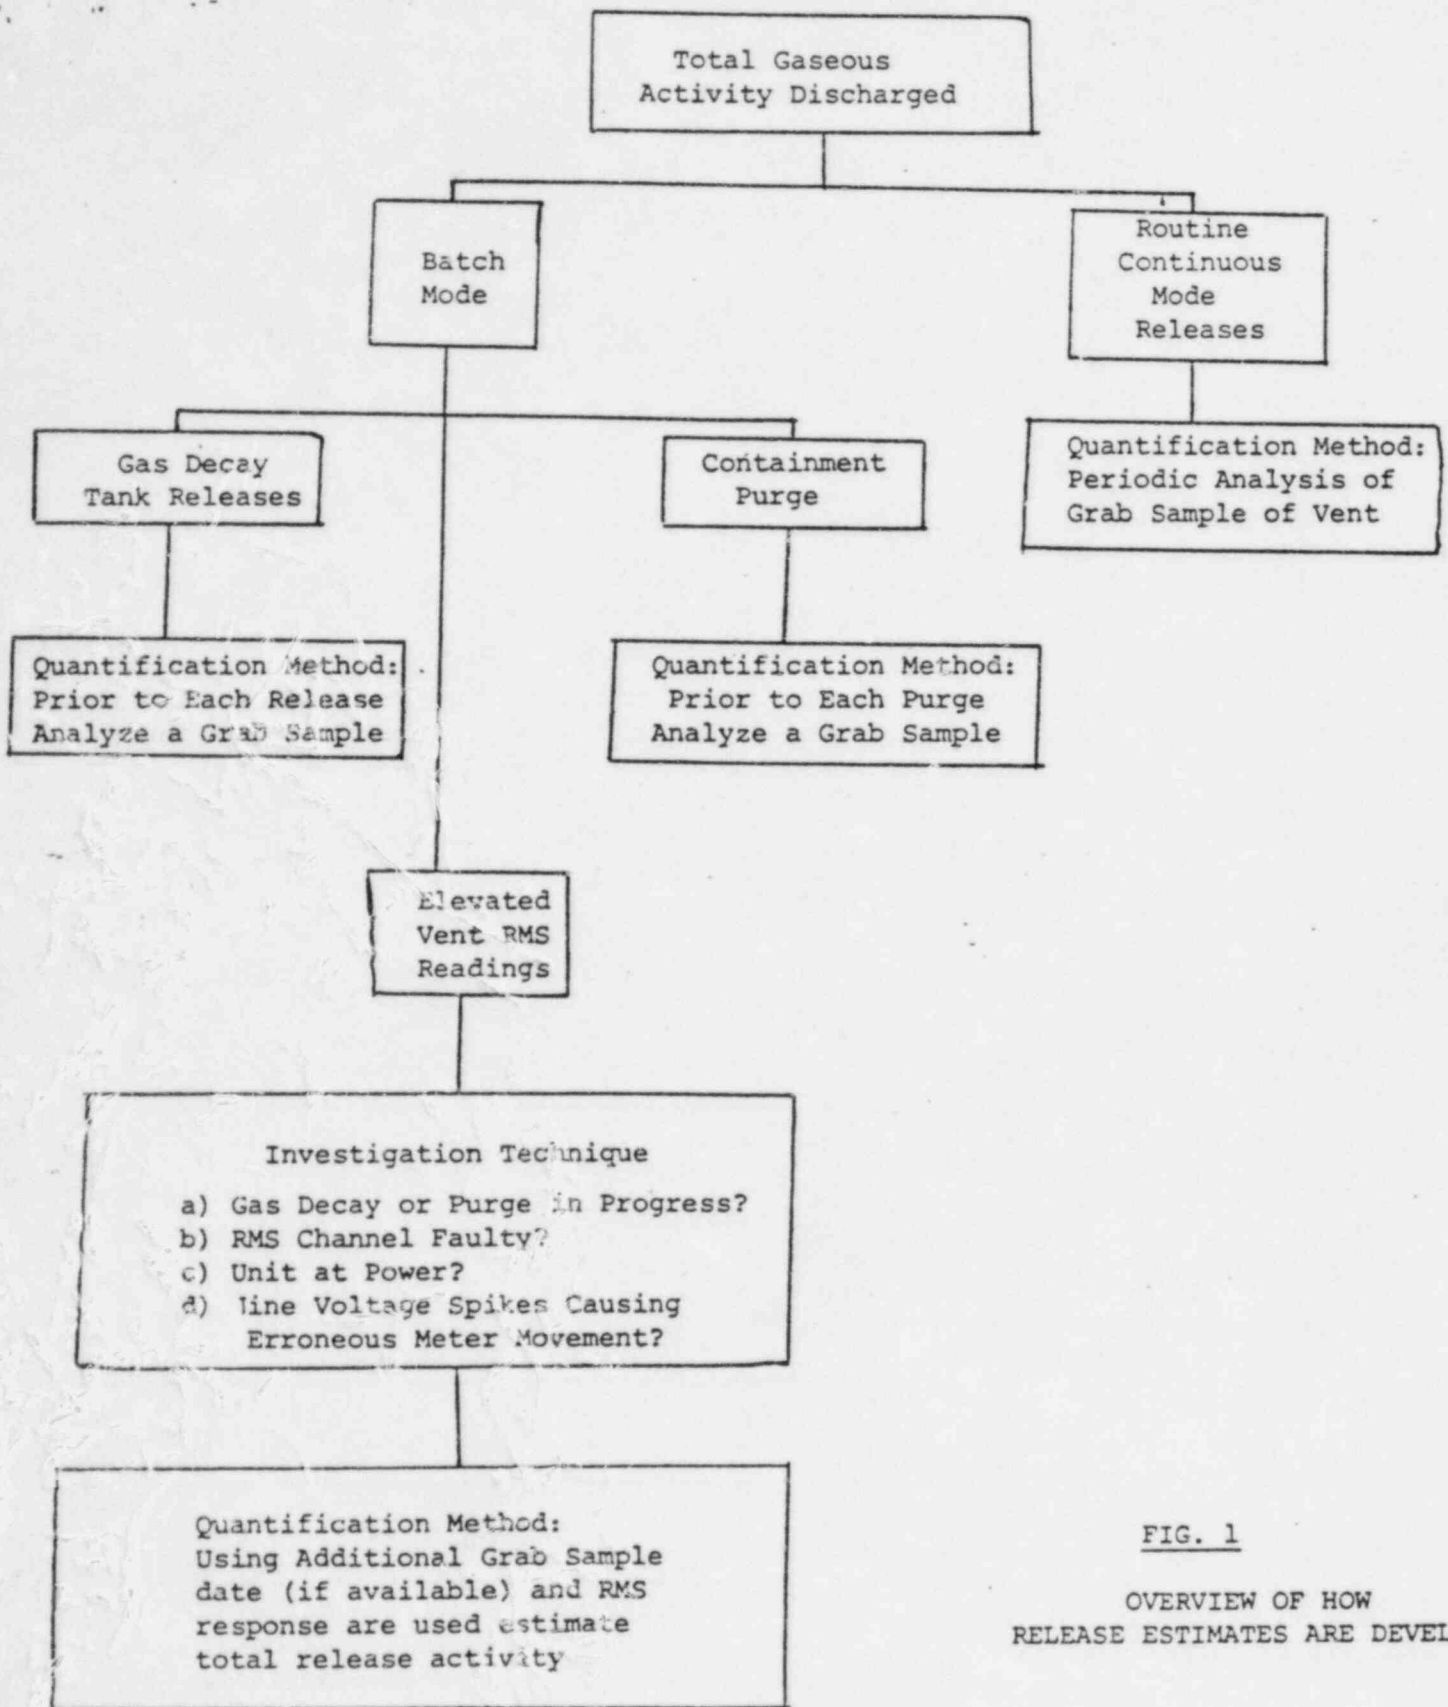 Total Gaseous
Activity Discharged
Batch
Mode
Routine
Continuous
Mode
Releases
Gas Decay
Tank Releases
Containment
Purge
Quantification Method:
Periodic Analysis of
Grab Sample of Vent
Quantification Method:
Prior to Each Release
Analyze a Grab Sample
Quantification Method:
Prior to Each Purge
Analyze a Grab Sample
Elevated
Vent RMS
Readings
Investigation Technique
a) Gas Decay or Purge in Progress?
b) RMS Channel Faulty?
c) Unit at Power?
d) Line Voltage Spikes Causing
Erroneous Meter Movement?
Quantification Method:
Using Additional Grab Sample
date (if available) and RMS
response are used estimate
total release activity
FIG. 1
OVERVIEW OF HOW
RELEASE ESTIMATES ARE DEVEL